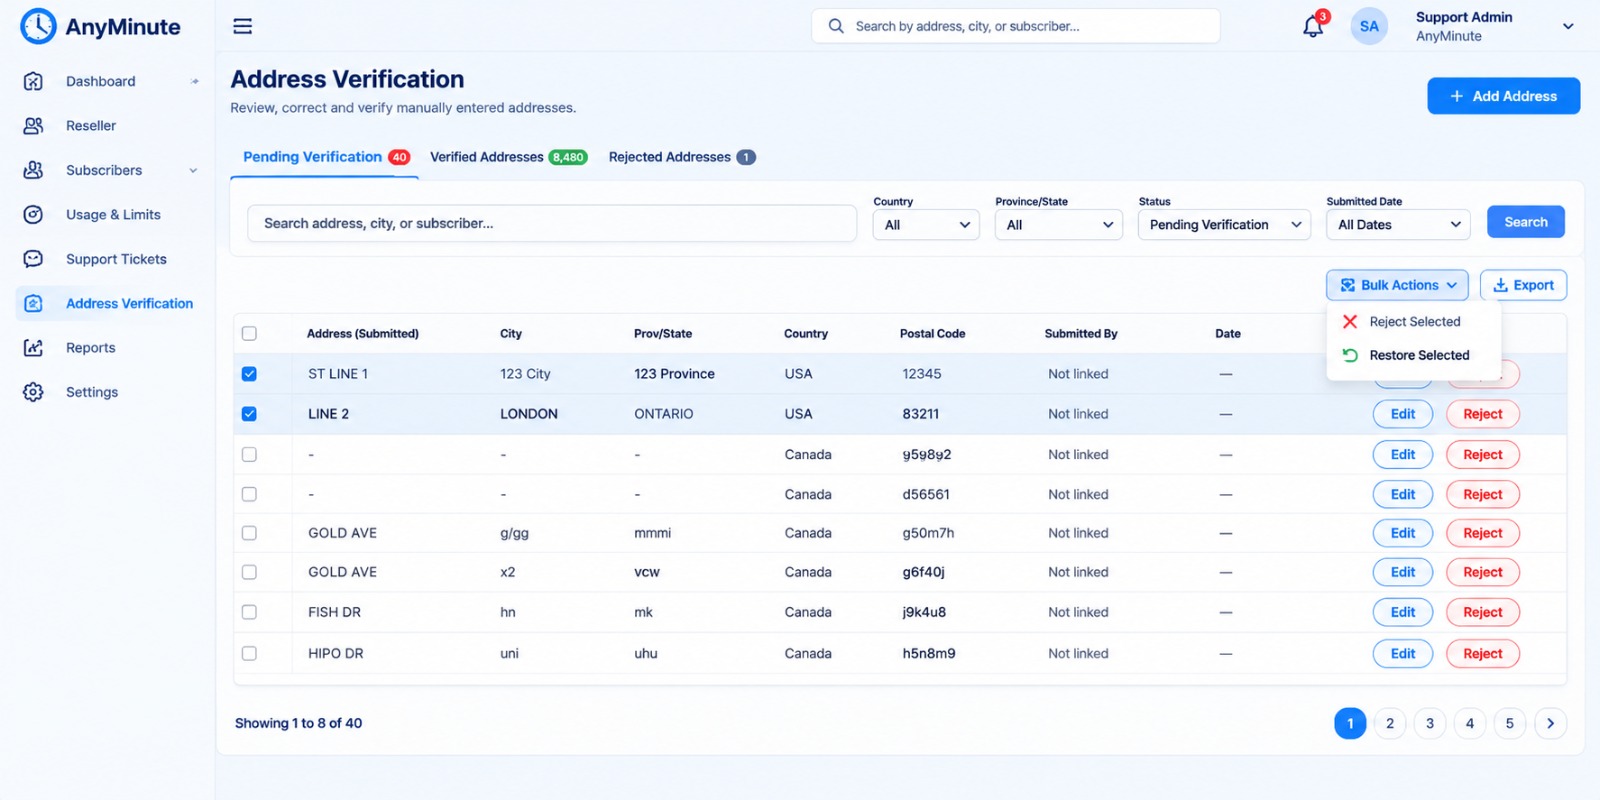 AnyMinute
Search by address, city, or subscriber...
3
SA
Support Admin
AnyMinute
Dashboard
Reseller
Subscribers
Usage & Limits
Support Tickets
Address Verification
Reports
Settings
Address Verification
Review, correct and verify manually entered addresses.
+ Add Address
Pending Verification 40 Verified Addresses 8,480 Rejected Addresses 1
Search address, city, or subscriber...
Country
All
Province/State
All
Status
Pending Verification
Submitted Date
All Dates
Search
Bulk Actions
Export
Reject Selected
Restore Selected
Address (Submitted) City Prov/State Country Postal Code Submitted By Date
ST LINE 1 123 City 123 Province USA 12345 Not linked —
LINE 2 LONDON ONTARIO USA 83211 Not linked — Edit Reject
- - - Canada g5g8g2 Not linked — Edit Reject
- - - Canada d56561 Not linked — Edit Reject
GOLD AVE g/gg mmmi Canada g50m7h Not linked — Edit Reject
GOLD AVE x2 vcw Canada g6f40j Not linked — Edit Reject
FISH DR hn mk Canada j9k4u8 Not linked — Edit Reject
HIPO DR uni uhu Canada h5n8m9 Not linked — Edit Reject
Showing 1 to 8 of 40
1 2 3 4 5 >